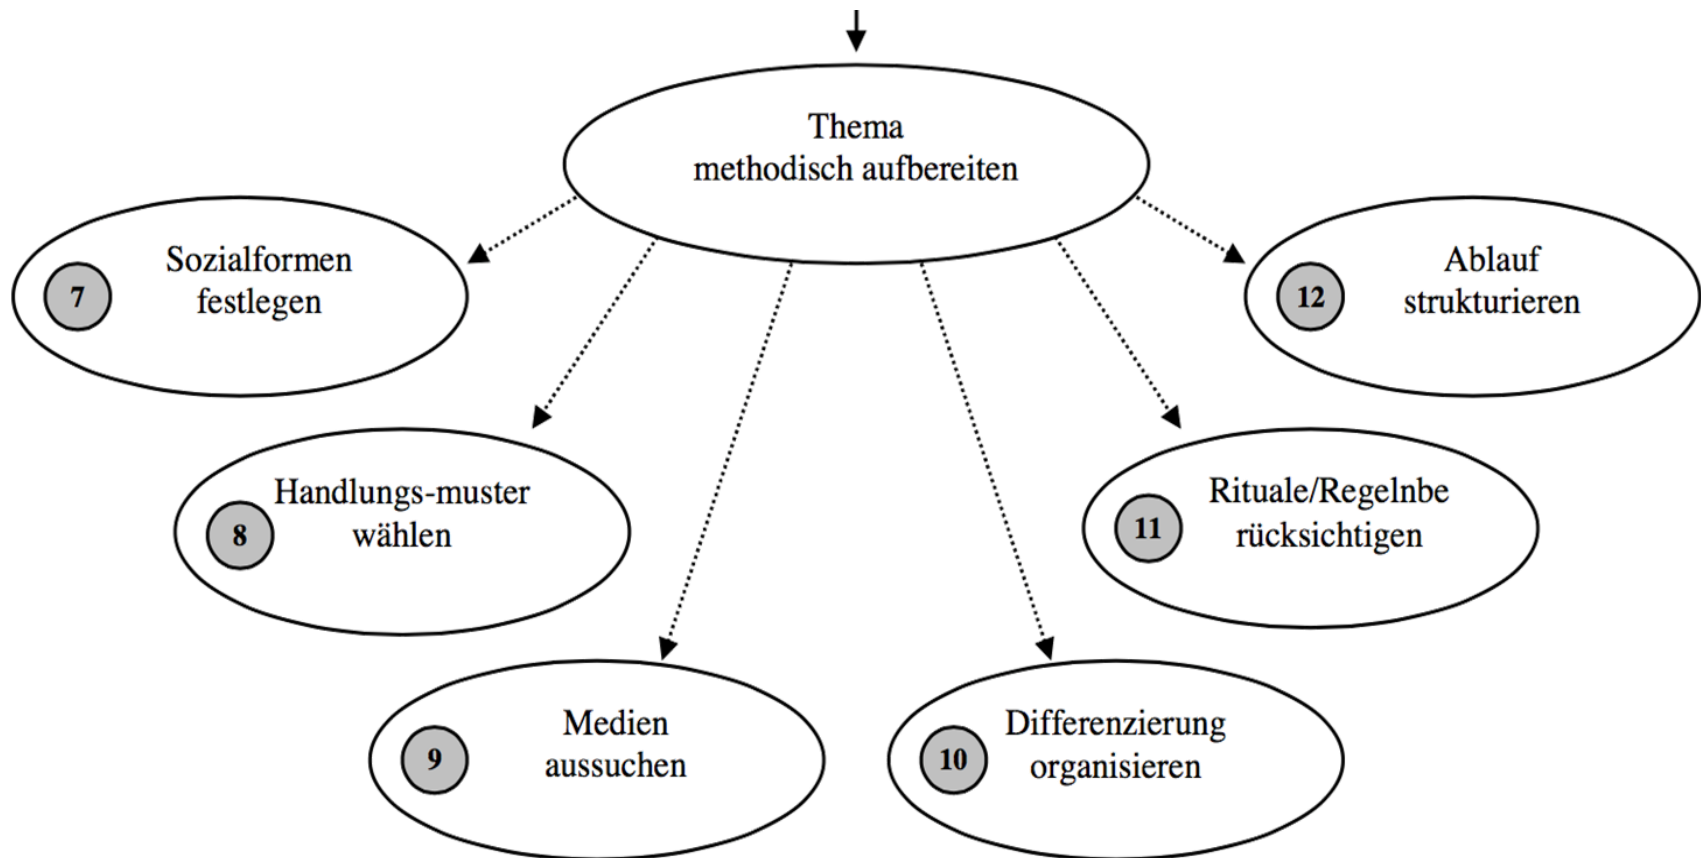 Thema
methodisch aufbereiten
7
Sozialformen
festlegen
12
Ablauf
strukturieren
8
Handlungs-muster
wählen
11
Rituale/Regelnbe
rücksichtigen
9
Medien
aussuchen
10
Differenzierung
organisieren